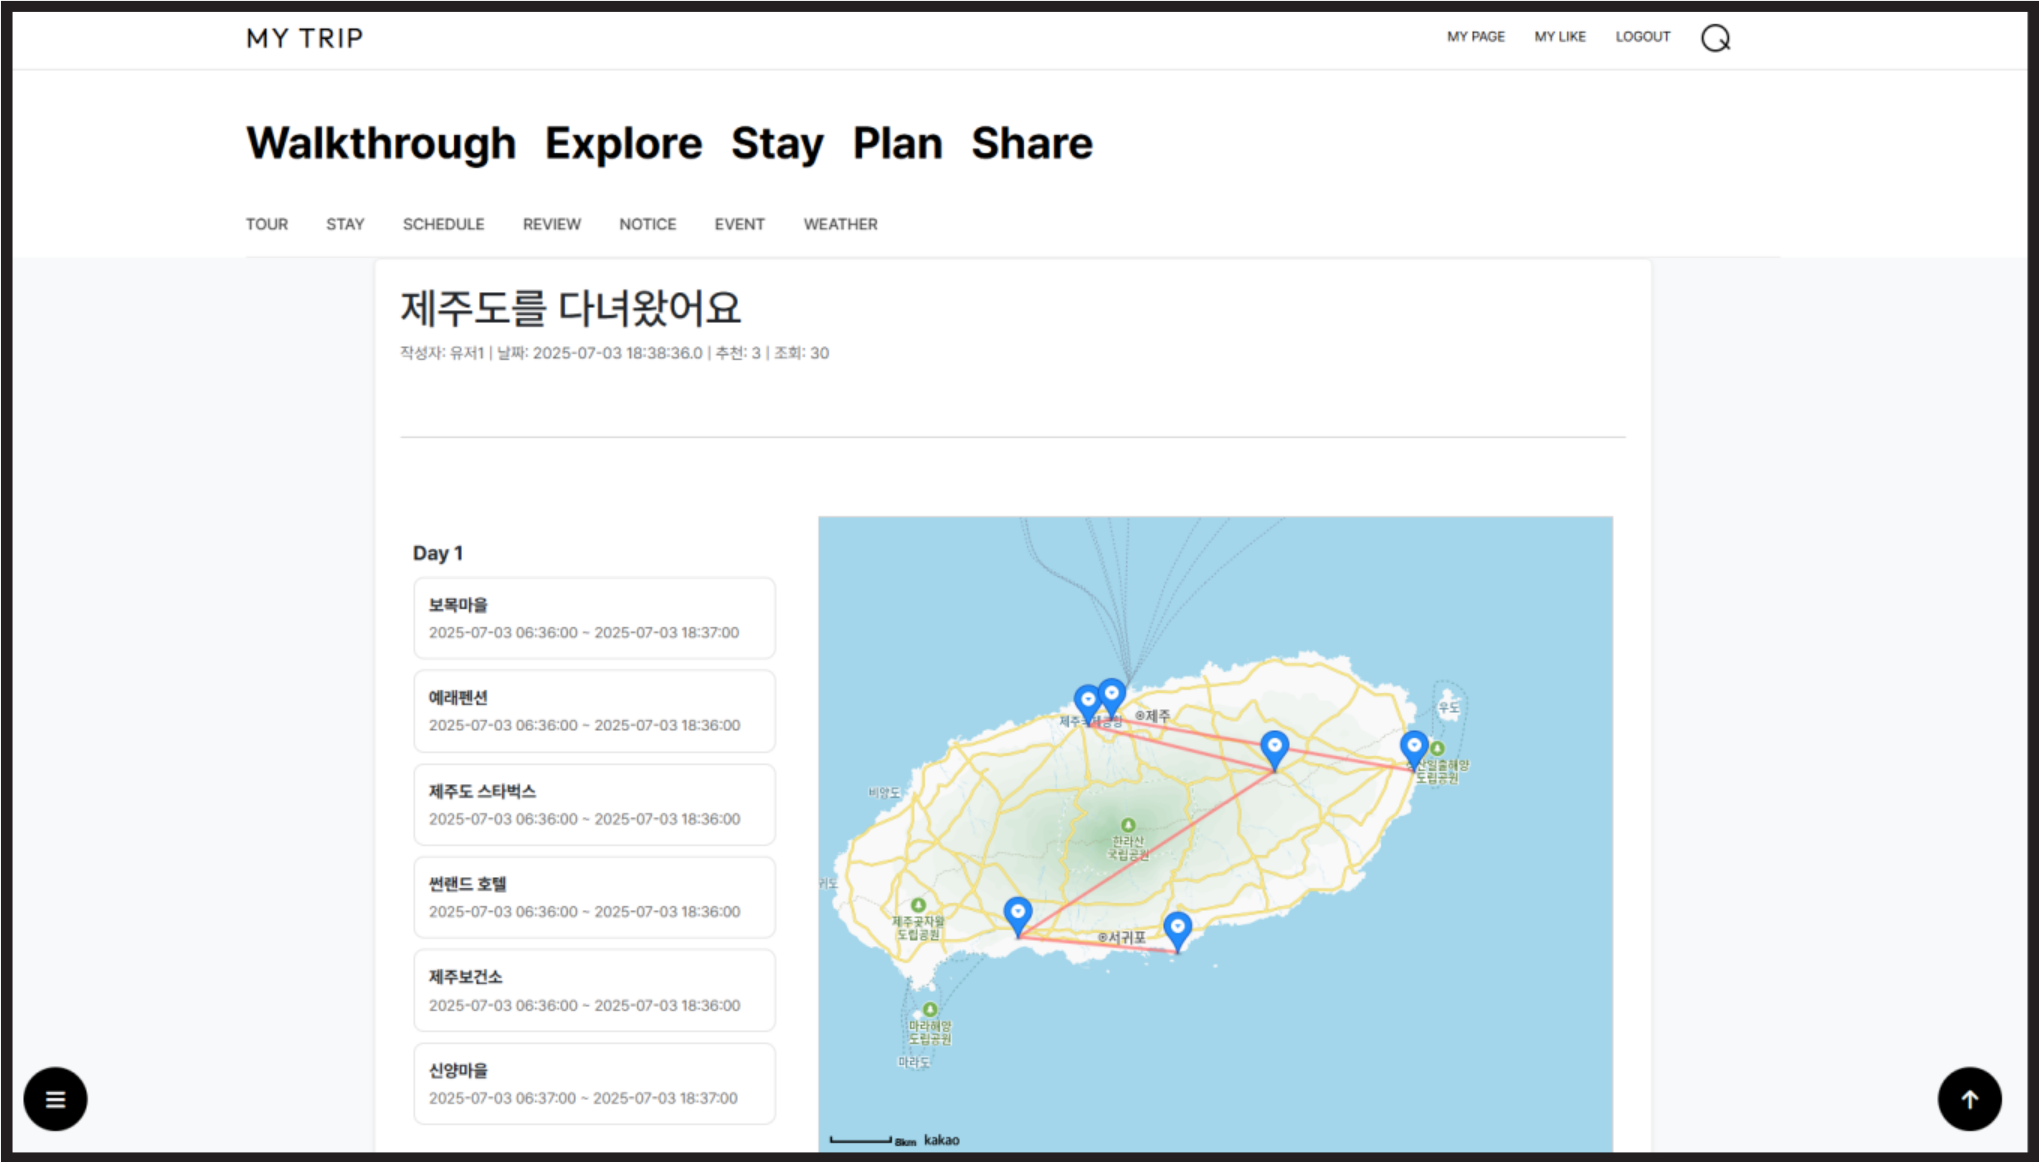 MY TRIP
MY PAGE MY LIKE LOGOUT
Walkthrough Explore Stay Plan Share
TOUR STAY SCHEDULE REVIEW NOTICE EVENT WEATHER
제주도를 다녀왔어요
작성자: 유저1 | 날짜: 2025-07-03 18:38:36.0 | 추천: 3 | 조회: 30
Day 1
보목마을
2025-07-03 06:36:00 ~ 2025-07-03 18:37:00
예래펜션
2025-07-03 06:36:00 ~ 2025-07-03 18:36:00
제주도 스타벅스
2025-07-03 06:36:00 ~ 2025-07-03 18:36:00
썬랜드 호텔
2025-07-03 06:36:00 ~ 2025-07-03 18:36:00
제주보건소
2025-07-03 06:36:00 ~ 2025-07-03 18:36:00
신양마을
2025-07-03 06:37:00 ~ 2025-07-03 18:37:00
우도
제주
도립공원
비양도
한라산
국립공원
귀도
제주곶자왈
도립공원
서귀포
마라해양
도립공원
마라도
8km kakao